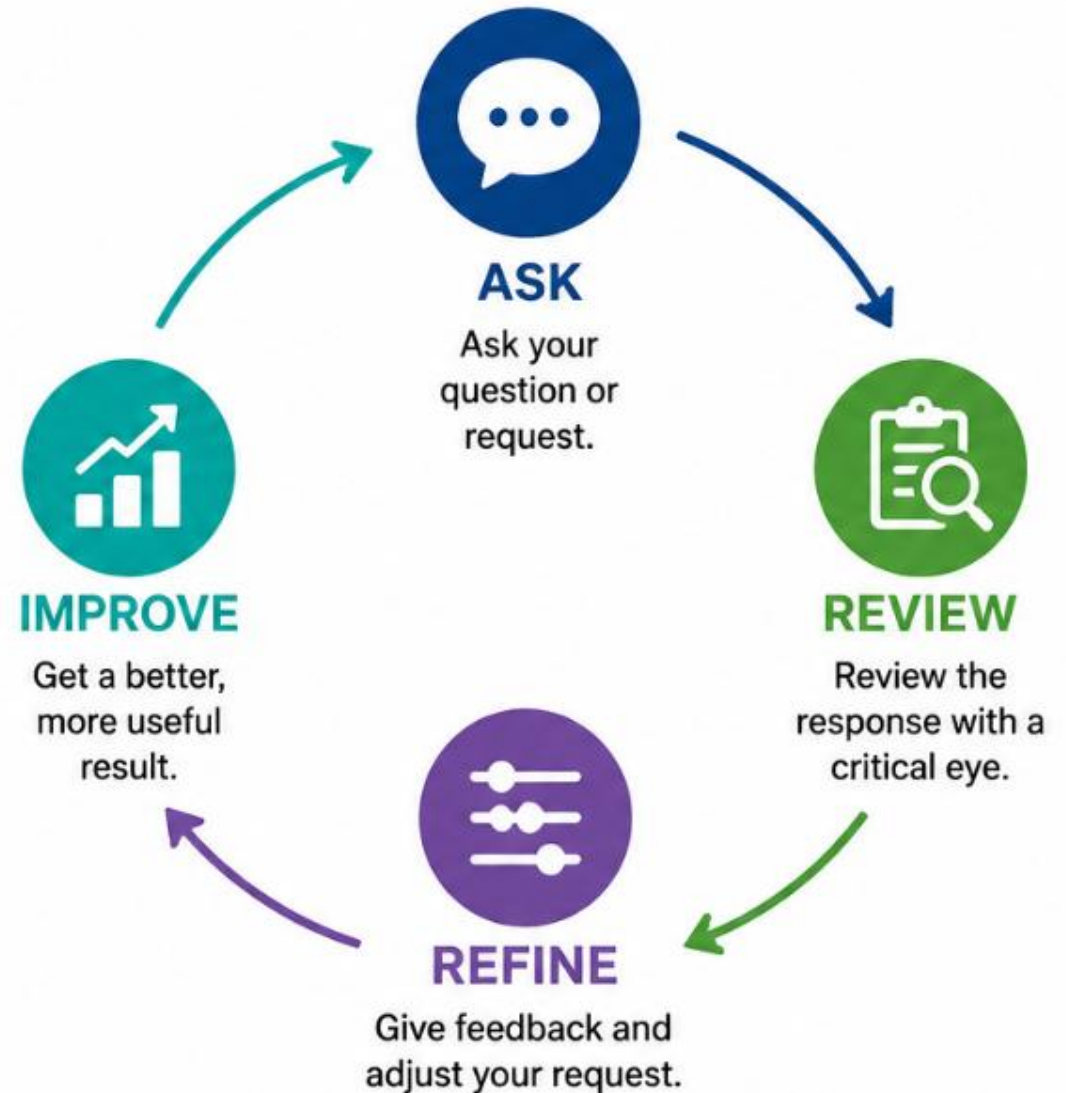 ASK
Ask your
question or
request.
REVIEW
Review the
response with a
critical eye.
REFINE
Give feedback and
adjust your request.
IMPROVE
Get a better,
more useful
result.